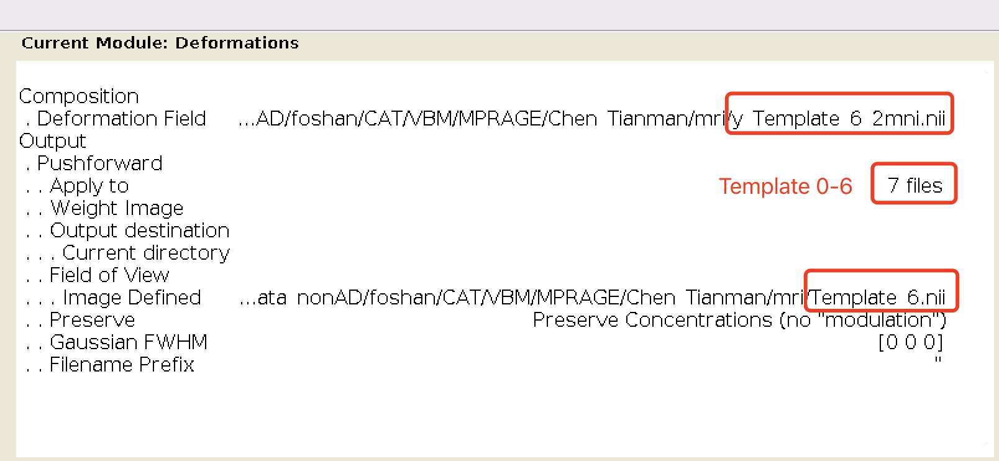 Current Module: Deformations
Composition
. Deformation Field ...AD/foshan/CAT/VBM/MPRAGE/Chen Tianman/mri/y Template 6 2mni.nii
Output
. Pushforward
. . Apply to Template 0-6 7 files
. . Weight Image
. . Output destination
. . . Current directory
. . Field of View
. . . Image Defined ...ata nonAD/foshan/CAT/VBM/MPRAGE/Chen Tianman/mri/Template 6.nii
. . Preserve Preserve Concentrations (no "modulation")
. . Gaussian FWHM [0 0 0]
. . Filename Prefix "